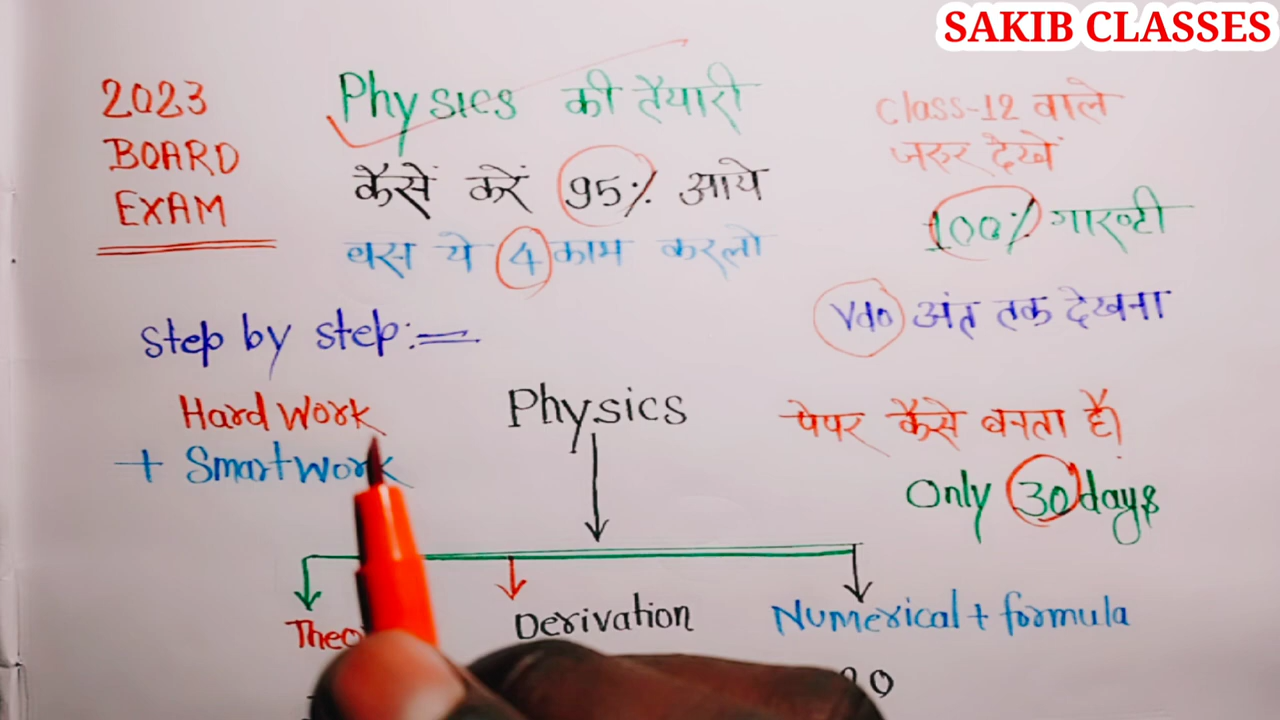 SAKIB CLASSES
2023
BOARD
EXAM
Physics की तैयारी
कैसें करें 95% आये
बस ये 4 काम करलो
Class-12 वाले
जरुर देखें
100% गारण्टी
Vdo अंत तक देखना
Step by step:=
Hard Work
+ Smart Work
Physics
पेपर कैसे बनता है।
Only 30 days
Derivation
Numerical + formula